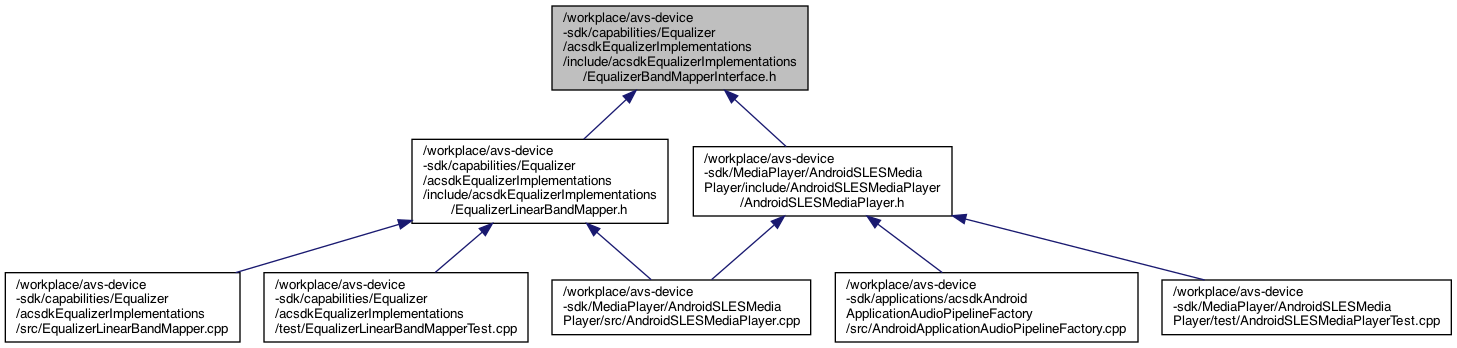 /workplace/avs-device
-sdk/capabilities/Equalizer
/acsdkEqualizerImplementations
/include/acsdkEqualizerImplementations
/EqualizerBandMapperInterface.h
/workplace/avs-device
-sdk/capabilities/Equalizer
/acsdkEqualizerImplementations
/include/acsdkEqualizerImplementations
/EqualizerLinearBandMapper.h
/workplace/avs-device
-sdk/MediaPlayer/AndroidSLESMedia
Player/include/AndroidSLESMediaPlayer
/AndroidSLESMediaPlayer.h
/workplace/avs-device
-sdk/capabilities/Equalizer
/acsdkEqualizerImplementations
/src/EqualizerLinearBandMapper.cpp
/workplace/avs-device
-sdk/capabilities/Equalizer
/acsdkEqualizerImplementations
/test/EqualizerLinearBandMapperTest.cpp
/workplace/avs-device
-sdk/MediaPlayer/AndroidSLESMedia
Player/src/AndroidSLESMediaPlayer.cpp
/workplace/avs-device
-sdk/applications/acsdkAndroid
ApplicationAudioPipelineFactory
/src/AndroidApplicationAudioPipelineFactory.cpp
/workplace/avs-device
-sdk/MediaPlayer/AndroidSLESMedia
Player/test/AndroidSLESMediaPlayerTest.cpp